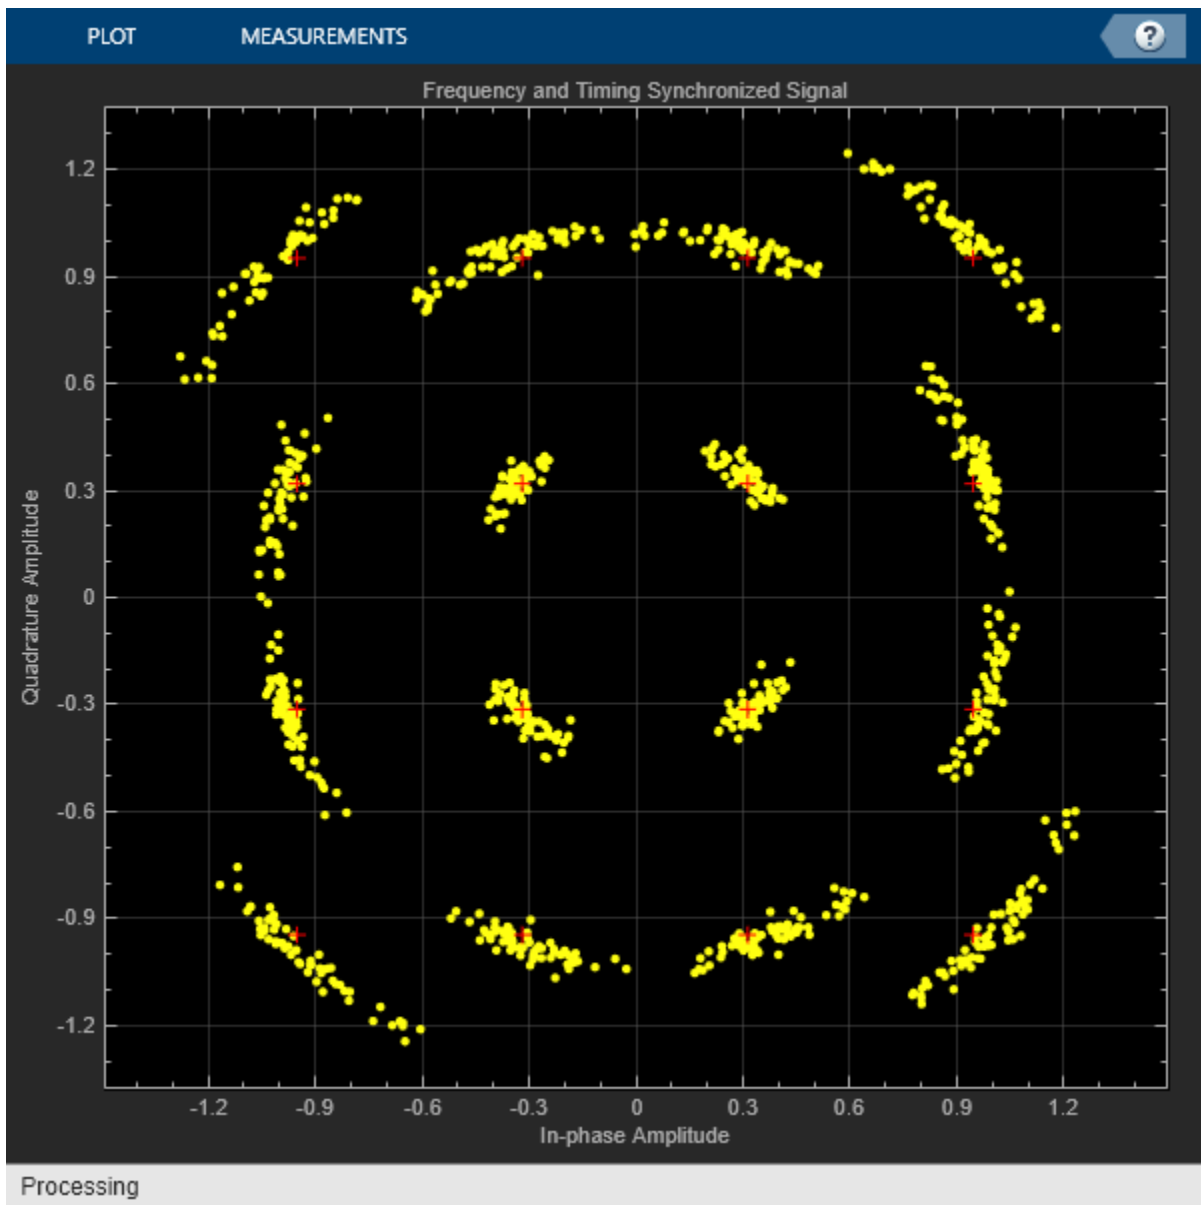 PLOT MEASUREMENTS ?
Frequency and Timing Synchronized Signal
1.2
0.9
0.6
0.3
0
-0.3
-0.6
-0.9
-1.2
Quadrature Amplitude
-1.2 -0.9 -0.6 -0.3 0 0.3 0.6 0.9 1.2
In-phase Amplitude
Processing